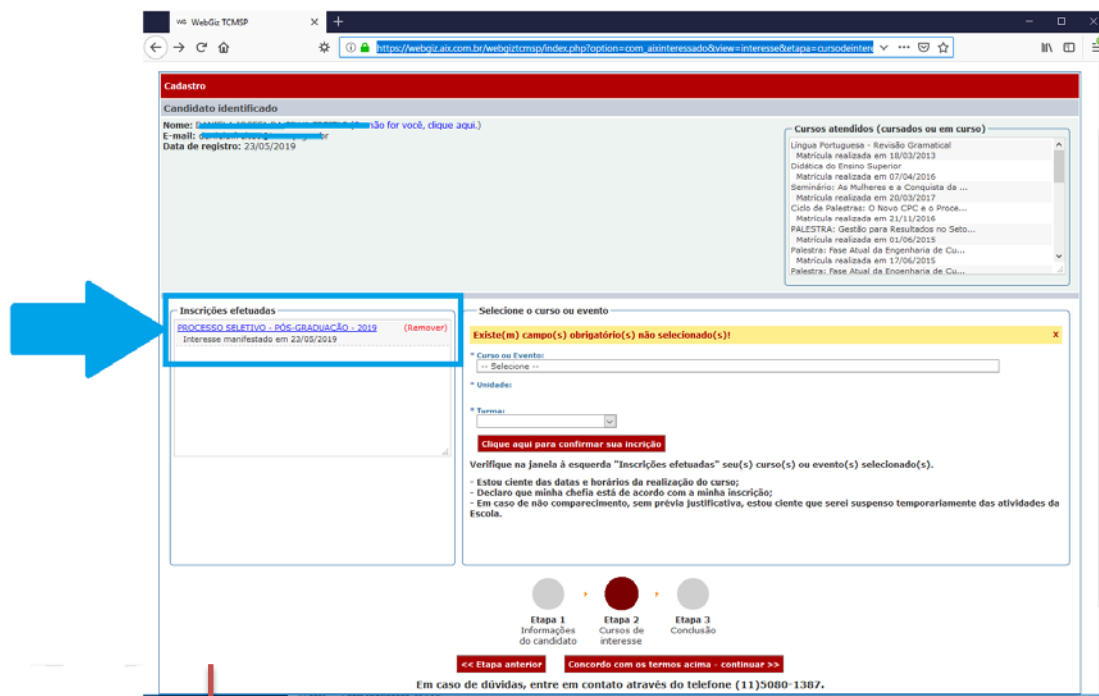 WG WebGiz TCMSP
https://webgiz.aix.com.br/webgiztcmsp/index.php?option=com_aixinteressado&view=interesse&etapa=cursodeintere
Cadastro
Candidato identificado
Nome: não for você, clique aqui.)
E-mail:
Data de registro: 23/05/2019
Cursos atendidos (cursados ou em curso)
Língua Portuguesa - Revisão Gramatical
Matrícula realizada em 18/03/2013
Didática do Ensino Superior
Matrícula realizada em 07/04/2016
Seminário: As Mulheres e a Conquista da ...
Matrícula realizada em 20/03/2017
Ciclo de Palestras: O Novo CPC e o Proce...
Matrícula realizada em 21/11/2016
PALESTRA: Gestão para Resultados no Seto...
Matrícula realizada em 01/06/2015
Palestra: Fase Atual da Engenharia de Cu...
Matrícula realizada em 17/06/2015
Palestra: Fase Atual da Engenharia de Cu...
Inscrições efetuadas
PROCESSO SELETIVO - PÓS-GRADUAÇÃO - 2019 (Remover)
Interesse manifestado em 23/05/2019
Selecione o curso ou evento
Existe(m) campo(s) obrigatório(s) não selecionado(s)! x
* Curso ou Evento:
-- Selecione --
* Unidade:
* Turma:
Clique aqui para confirmar sua incrição
Verifique na janela à esquerda "Inscrições efetuadas" seu(s) curso(s) ou evento(s) selecionado(s).
- Estou ciente das datas e horários da realização do curso;
- Declaro que minha chefia está de acordo com a minha inscrição;
- Em caso de não comparecimento, sem prévia justificativa, estou ciente que serei suspenso temporariamente das atividades da
Escola.
Etapa 1
Informações
do candidato
Etapa 2
Cursos de
interesse
Etapa 3
Conclusão
<< Etapa anterior
Concordo com os termos acima - continuar >>
Em caso de dúvidas, entre em contato através do telefone (11)5080-1387.